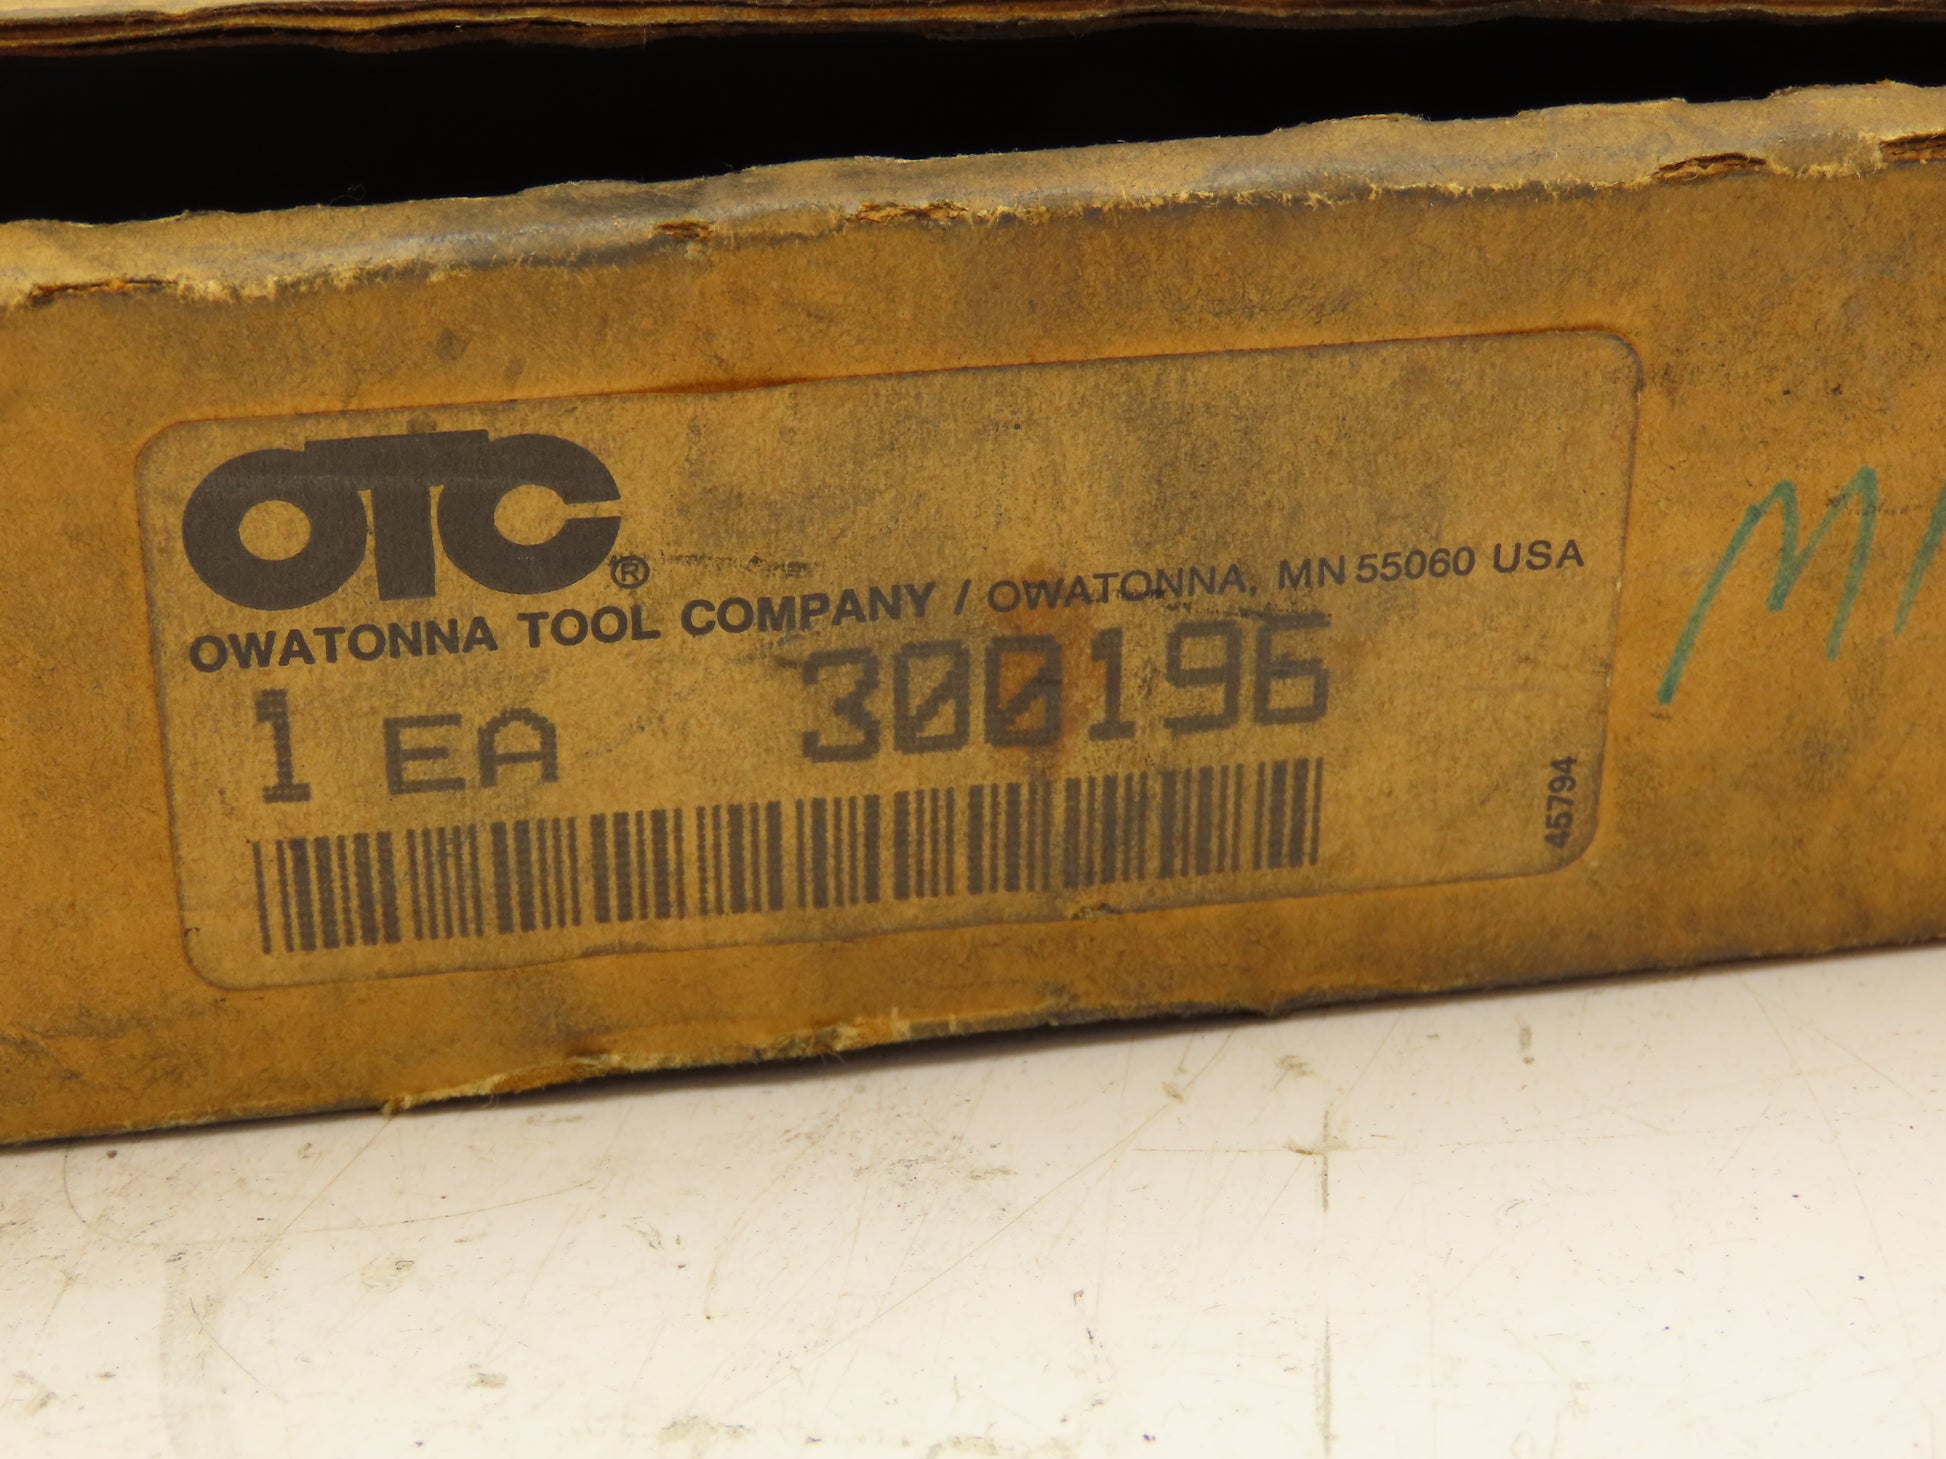 OTC®
OWATONNA TOOL COMPANY / OWATONNA, MN 55060 USA
1 EA 300196
45794